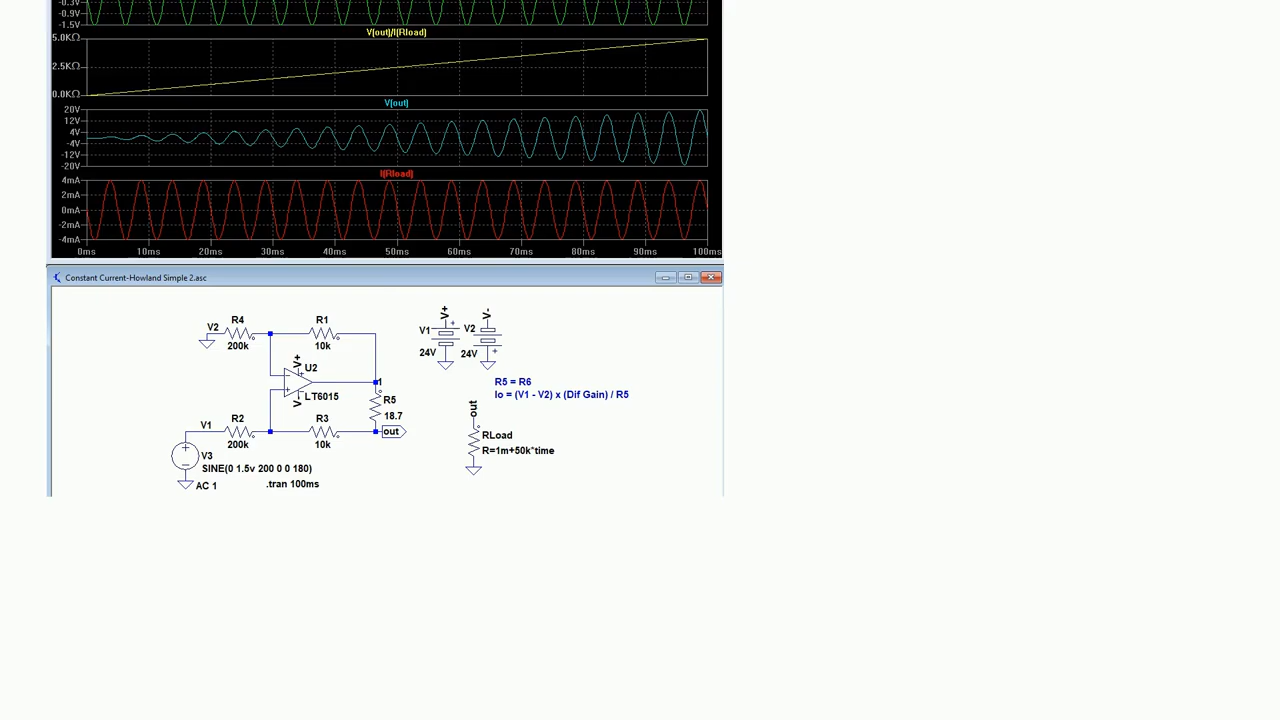 -0.3V
-0.9V
-1.5V
V(out)/I(Rload)
5.0KΩ
2.5KΩ
0.0KΩ
V(out)
20V
12V
4V
-4V
-12V
-20V
I(Rload)
4mA
2mA
0mA
-2mA
-4mA
0ms 10ms 20ms 30ms 40ms 50ms 60ms 70ms 80ms 90ms 100ms
Constant Current-Howland Simple 2.asc
V2
R4
200k
R1
10k
V+
U2
LT6015
V-
1
R5
18.7
out
V1
R2
200k
R3
10k
V3
SINE(0 1.5v 200 0 0 180)
AC 1
.tran 100ms
V+
V1
24V
V-
V2
24V
R5 = R6
Io = (V1 - V2) x (Dif Gain) / R5
out
RLoad
R=1m+50k*time